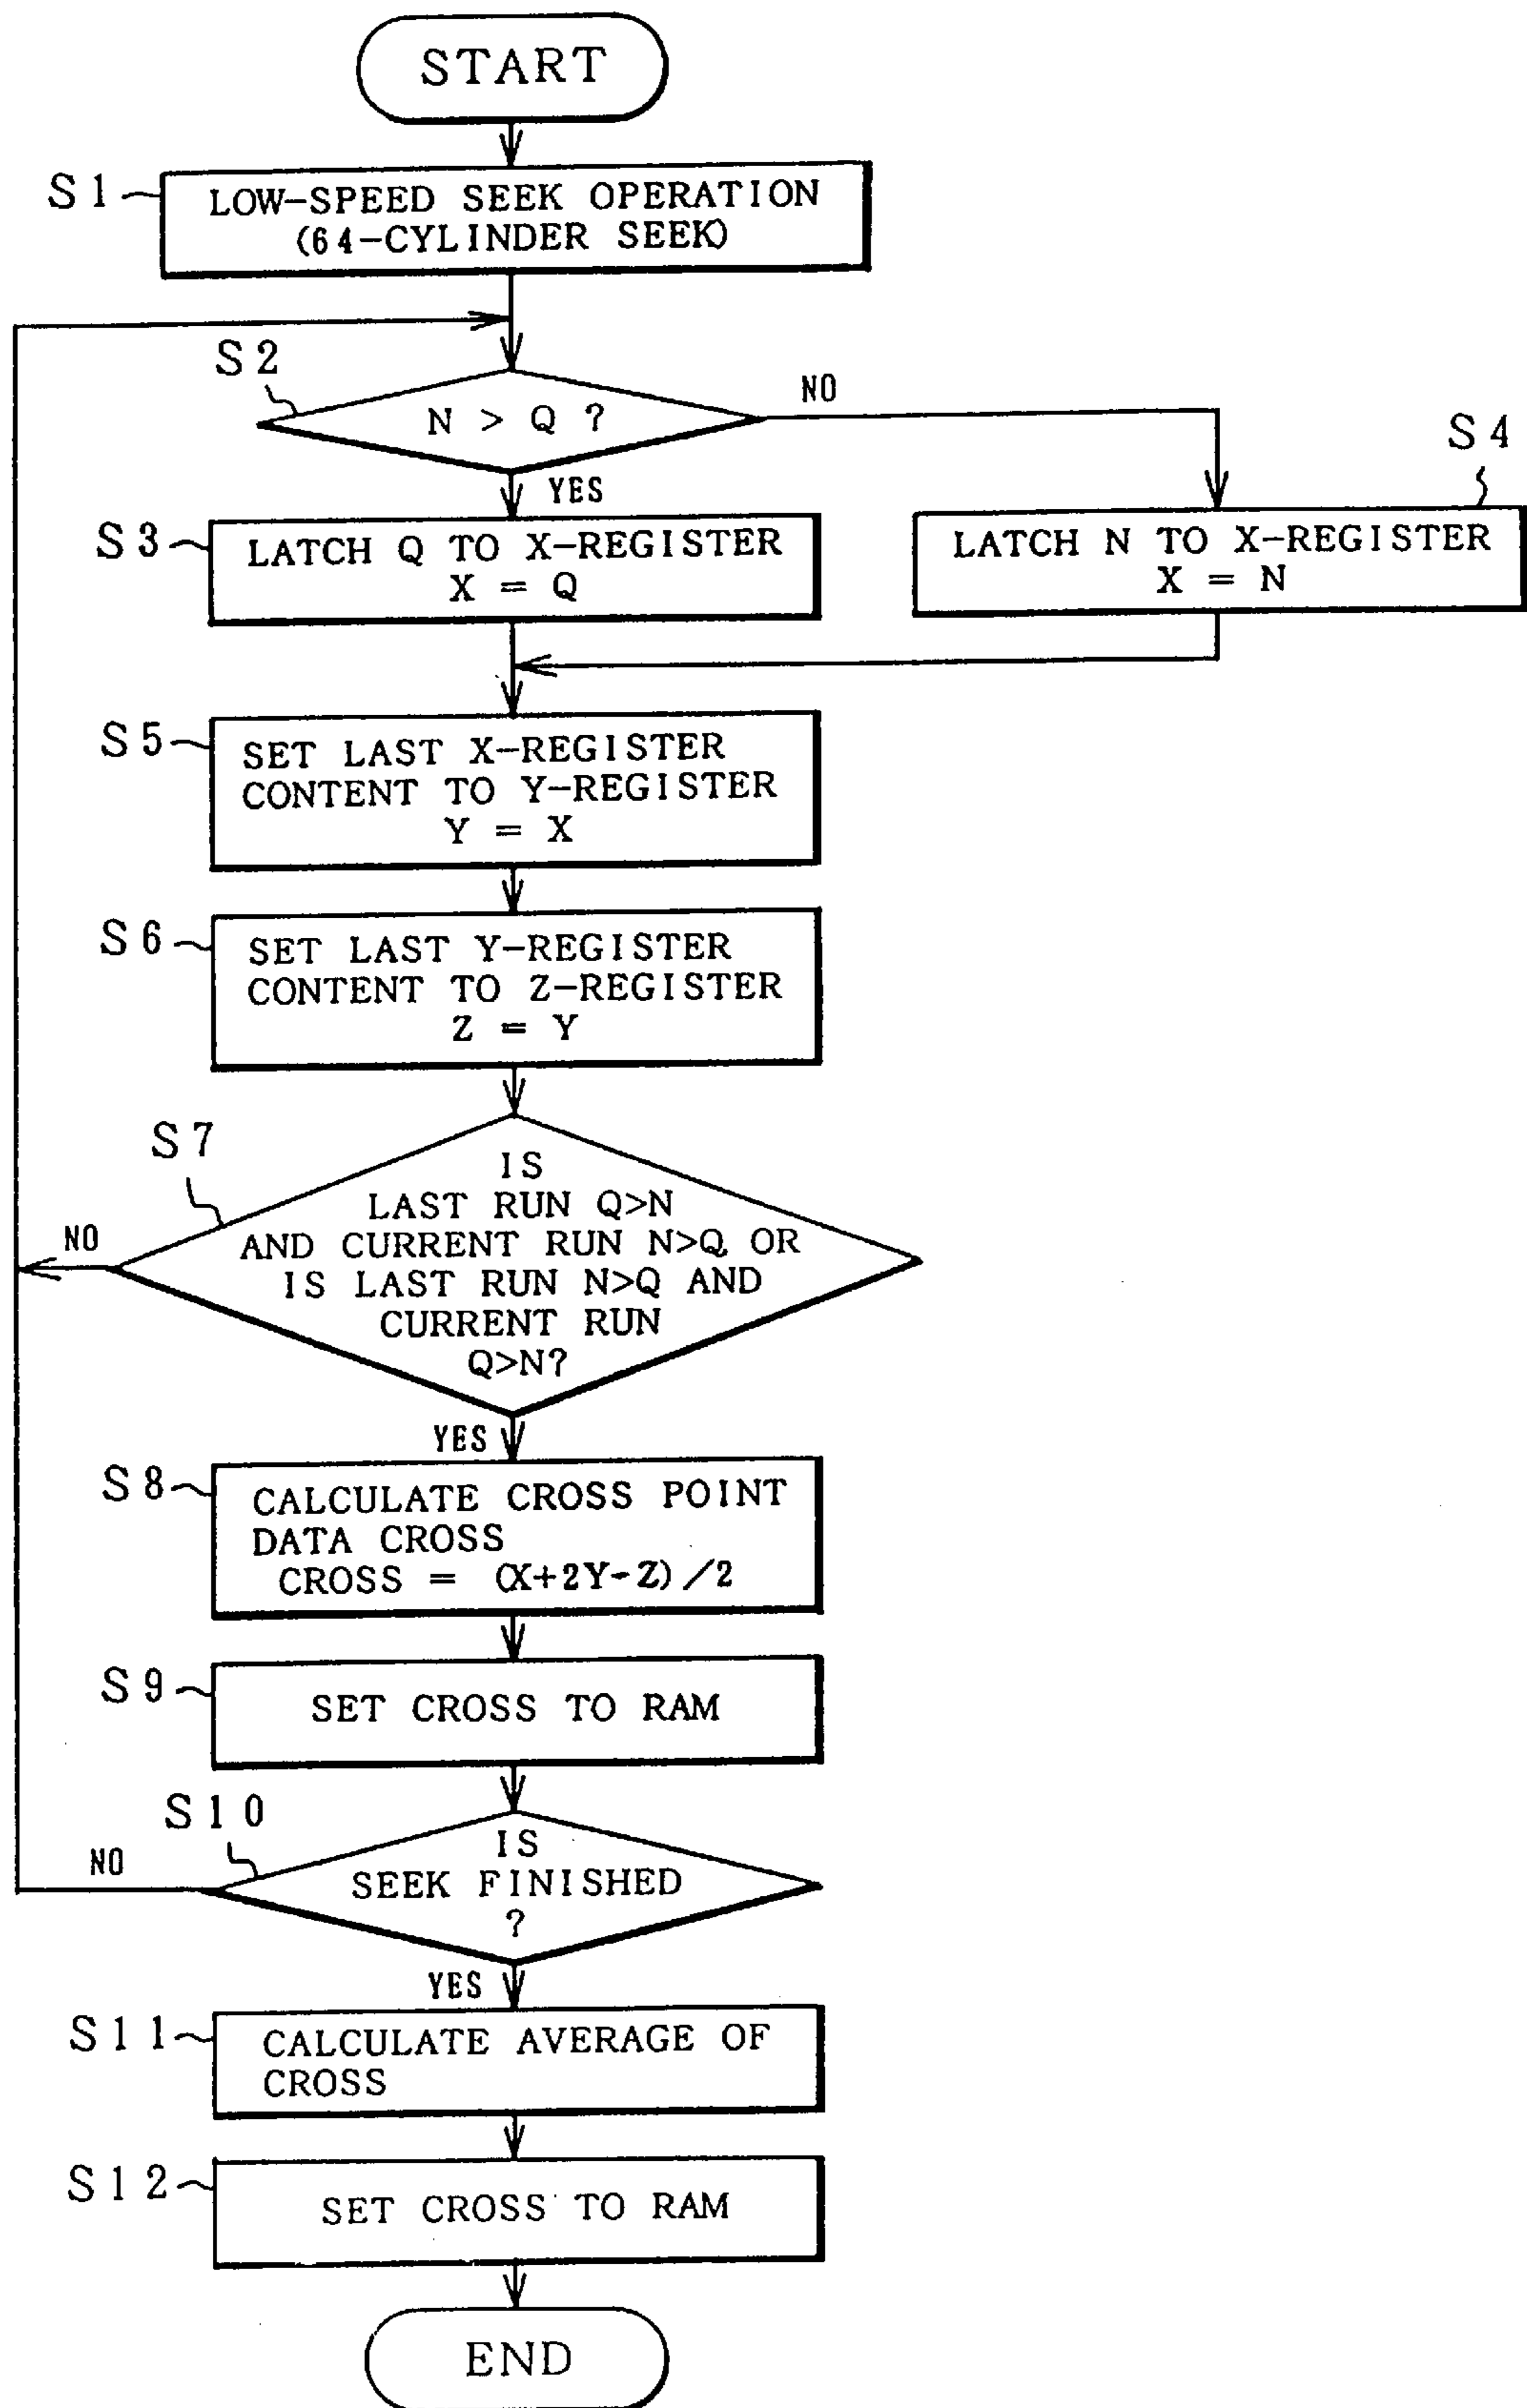 START
S1
LOW-SPEED SEEK OPERATION
(64-CYLINDER SEEK)
S2
N > Q ?
NO
YES
S3
LATCH Q TO X-REGISTER
X = Q
S4
LATCH N TO X-REGISTER
X = N
S5
SET LAST X-REGISTER
CONTENT TO Y-REGISTER
Y = X
S6
SET LAST Y-REGISTER
CONTENT TO Z-REGISTER
Z = Y
S7
IS
LAST RUN Q>N
AND CURRENT RUN N>Q OR
IS LAST RUN N>Q AND
CURRENT RUN
Q>N?
NO
YES
S8
CALCULATE CROSS POINT
DATA CROSS
CROSS = (X+2Y-Z)/2
S9
SET CROSS TO RAM
S10
IS
SEEK FINISHED
?
NO
YES
S11
CALCULATE AVERAGE OF
CROSS
S12
SET CROSS TO RAM
END